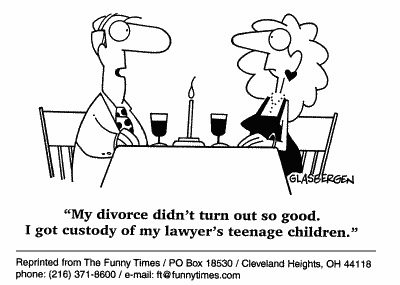 GLASBERGEN
“My divorce didn’t turn out so good.
I got custody of my lawyer’s teenage children.”
Reprinted from The Funny Times / PO Box 18530 / Cleveland Heights, OH 44118
phone: (216) 371-8600 / e-mail: ft@funnytimes.com